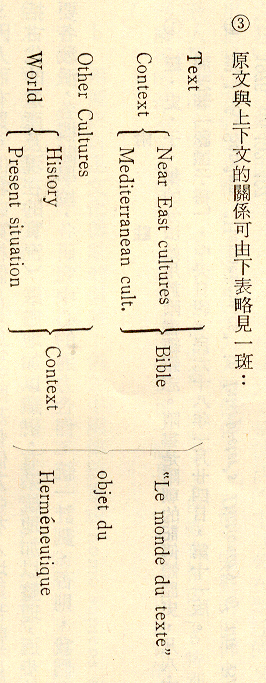 ③ 原文與上下文的關係可由下表略見一斑：
Text
Context { Near East cultures
Mediterranean cult. } Bible
Other Cultures
World { History
Present situation } Context
"Le monde du texte"
objet du
Herméneutique